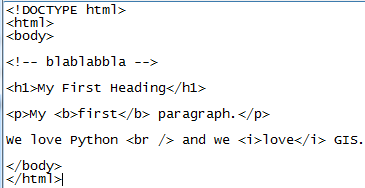 <!DOCTYPE html>
<html>
<body>
<!-- blablabbla -->
<h1>My First Heading</h1>
<p>My <b>first</b> paragraph.</p>
We love Python <br /> and we <i>love</i> GIS.
</body>
</html>